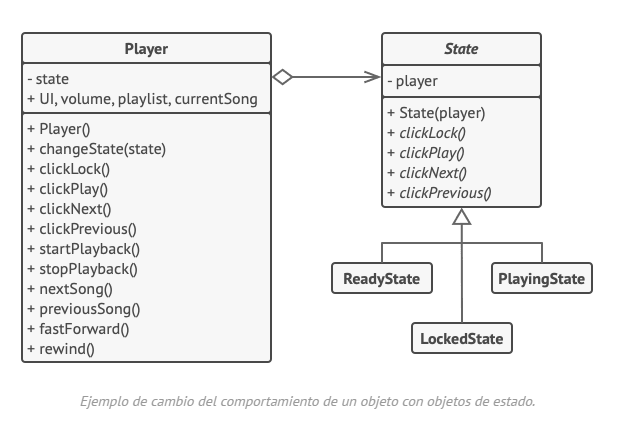 Player
- state
+ UI, volume, playlist, currentSong
+ Player()
+ changeState(state)
+ clickLock()
+ clickPlay()
+ clickNext()
+ clickPrevious()
+ startPlayback()
+ stopPlayback()
+ nextSong()
+ previousSong()
+ fastForward()
+ rewind()
State
- player
+ State(player)
+ clickLock()
+ clickPlay()
+ clickNext()
+ clickPrevious()
ReadyState
PlayingState
LockedState
Ejemplo de cambio del comportamiento de un objeto con objetos de estado.